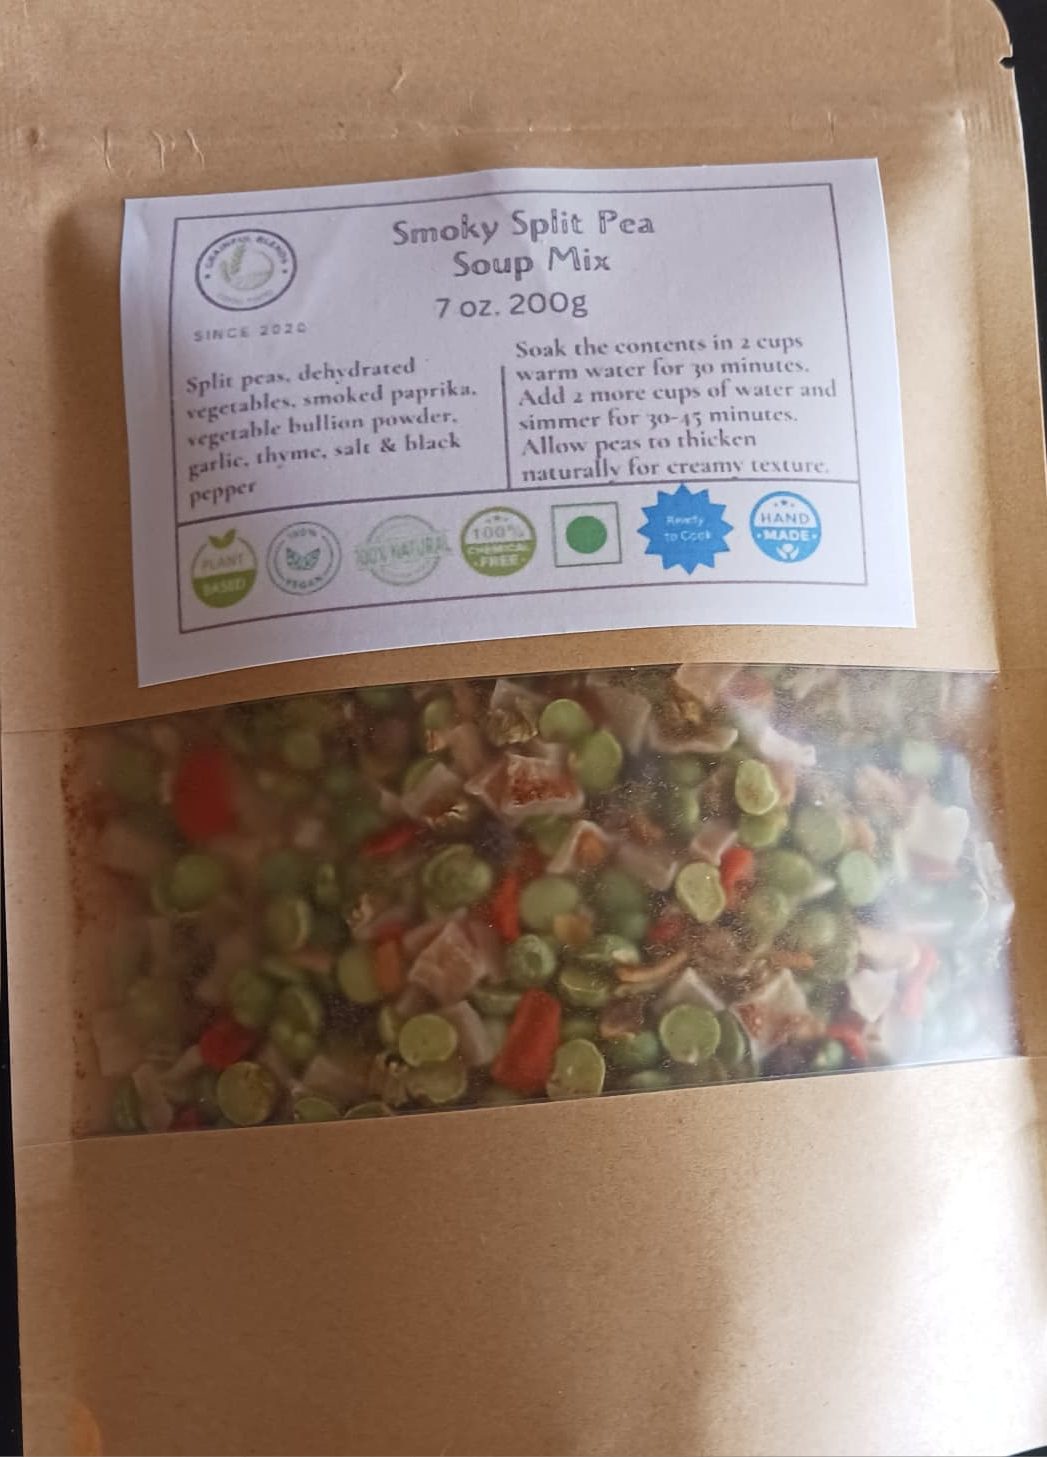 Smoky Split Pea
Soup Mix
7 oz. 200g
GRAINFUL BLENDS
SINCE 2020
Split peas, dehydrated
vegetables, smoked paprika,
vegetable bullion powder,
garlic, thyme, salt & black
pepper
Soak the contents in 2 cups
warm water for 30 minutes.
Add 2 more cups of water and
simmer for 30-45 minutes.
Allow peas to thicken
naturally for creamy texture.
PLANT
BASED
100%
VEGAN
100% NATURAL
100%
CHEMICAL
FREE
Ready
to Cook
HAND
MADE